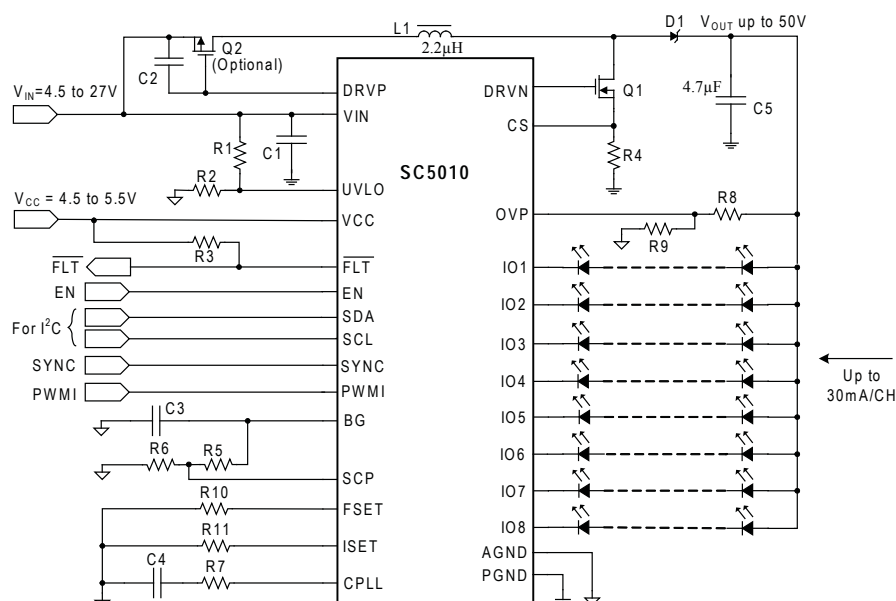 L1
2.2µH
D1
VOUT up to 50V
Q2
(Optional)
C2
VIN=4.5 to 27V
DRVP
VIN
DRVN
CS
Q1
4.7µF
C5
R1
C1
R4
R2
UVLO
SC5010
VCC = 4.5 to 5.5V
VCC
R3
OVP
R8
R9
FLT
FLT
EN
EN
For I²C
SDA
SCL
SYNC
SYNC
PWMI
PWMI
IO1
IO2
IO3
IO4
IO5
IO6
IO7
IO8
Up to
30mA/CH
C3
BG
R6
R5
SCP
R10
FSET
R11
ISET
C4
R7
CPLL
AGND
PGND